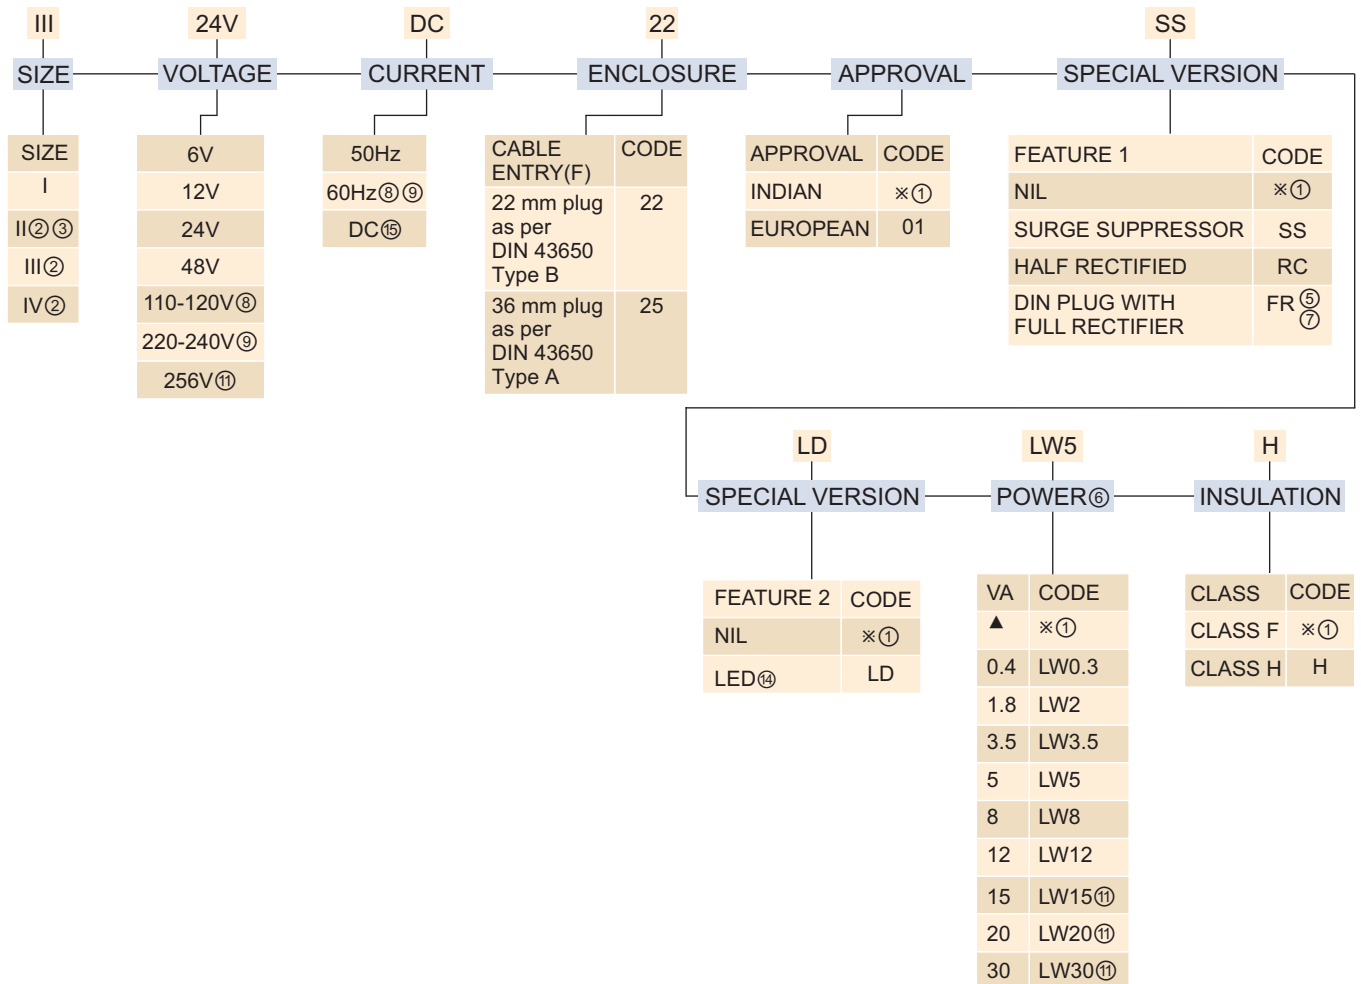 III 24V DC 22 SS
SIZE VOLTAGE CURRENT ENCLOSURE APPROVAL SPECIAL VERSION
SIZE
I
II②③
III②
IV②
6V
12V
24V
48V
110-120V⑧
220-240V⑨
256V⑪
50Hz
60Hz⑧⑨
DC⑮
CABLE CODE
ENTRY(F)
22 mm plug 22
as per
DIN 43650
Type B
36 mm plug 25
as per
DIN 43650
Type A
APPROVAL CODE
INDIAN ※①
EUROPEAN 01
FEATURE 1 CODE
NIL ※①
SURGE SUPPRESSOR SS
HALF RECTIFIED RC
DIN PLUG WITH FR⑤
FULL RECTIFIER ⑦
LD LW5 H
SPECIAL VERSION POWER⑥ INSULATION
FEATURE 2 CODE
NIL ※①
LED⑭ LD
VA CODE
▲ ※①
0.4 LW0.3
1.8 LW2
3.5 LW3.5
5 LW5
8 LW8
12 LW12
15 LW15⑪
20 LW20⑪
30 LW30⑪
CLASS CODE
CLASS F ※①
CLASS H H